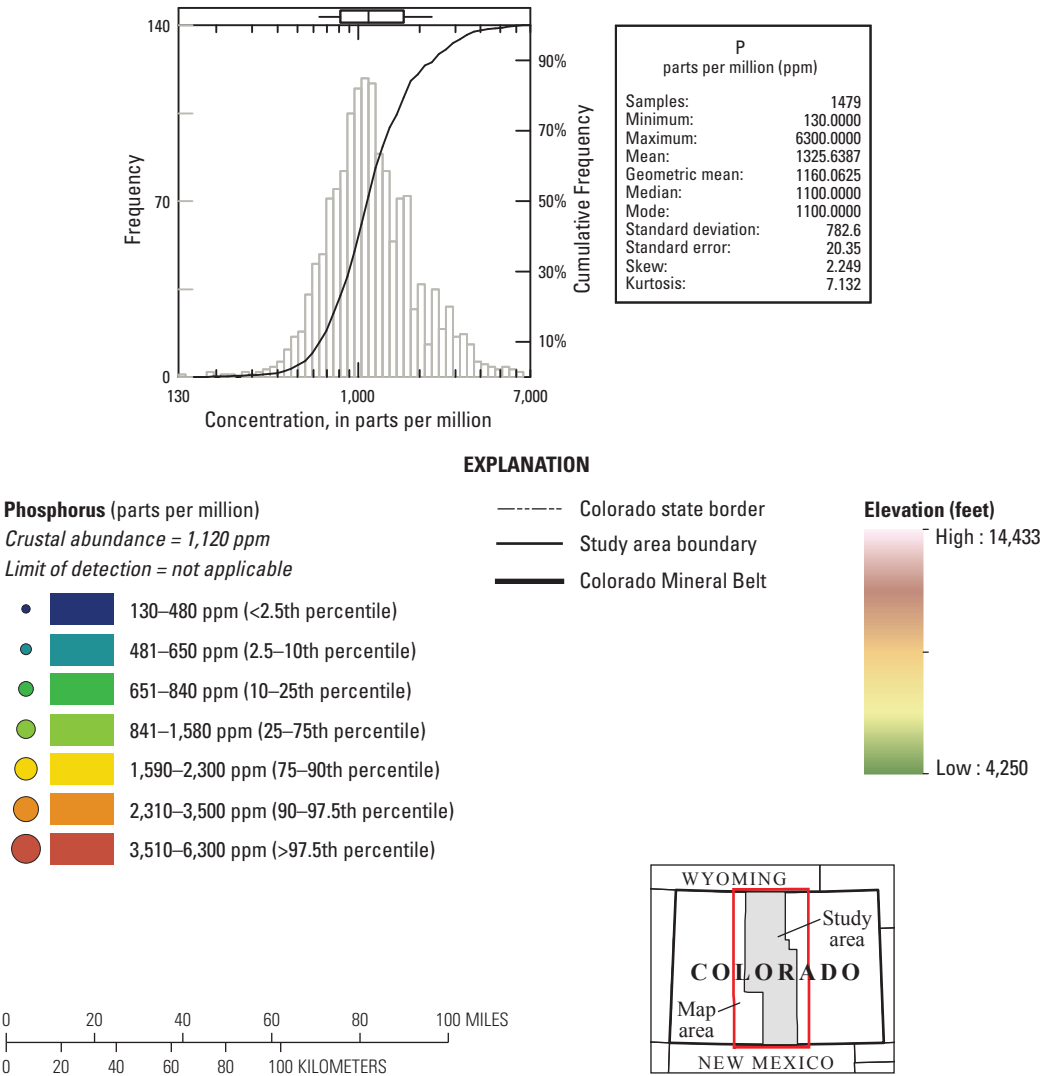 140
70
0
Frequency
90%
70%
50%
30%
10%
Cumulative Frequency
130
1,000
7,000
Concentration, in parts per million
P
parts per million (ppm)
Samples: 1479
Minimum: 130.0000
Maximum: 6300.0000
Mean: 1325.6387
Geometric mean: 1160.0625
Median: 1100.0000
Mode: 1100.0000
Standard deviation: 782.6
Standard error: 20.35
Skew: 2.249
Kurtosis: 7.132
EXPLANATION
Phosphorus (parts per million)
Crustal abundance = 1,120 ppm
Limit of detection = not applicable
130–480 ppm (<2.5th percentile)
481–650 ppm (2.5–10th percentile)
651–840 ppm (10–25th percentile)
841–1,580 ppm (25–75th percentile)
1,590–2,300 ppm (75–90th percentile)
2,310–3,500 ppm (90–97.5th percentile)
3,510–6,300 ppm (>97.5th percentile)
Colorado state border
Study area boundary
Colorado Mineral Belt
Elevation (feet)
High : 14,433
Low : 4,250
WYOMING
Study
area
COLORADO
Map
area
NEW MEXICO
0 20 40 60 100 MILES
0 20 40 60 80 100 KILOMETERS